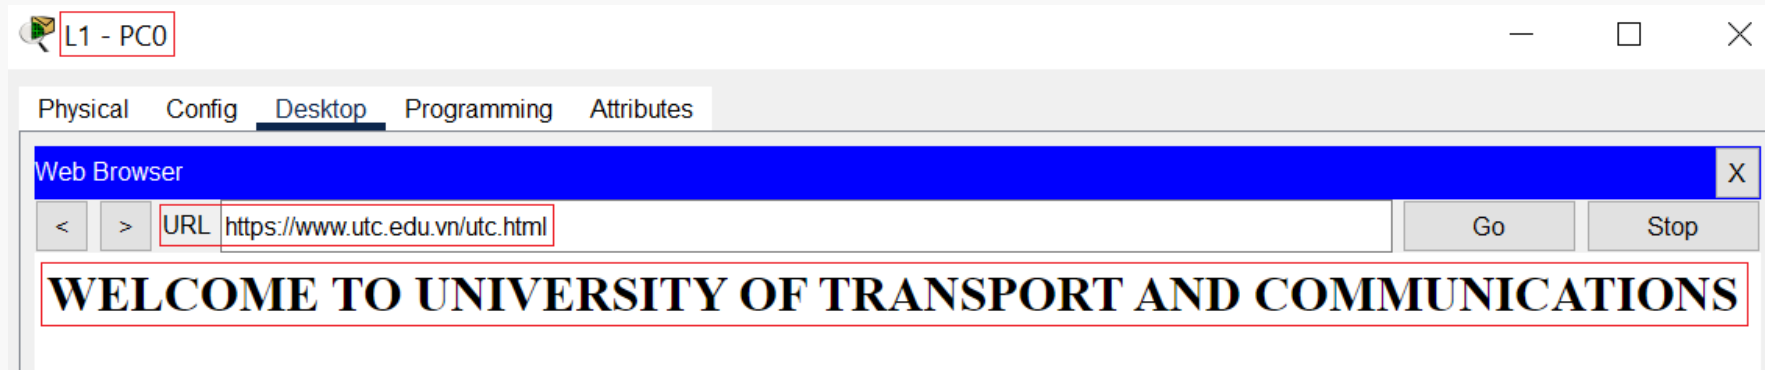 L1 - PC0
Physical Config Desktop Programming Attributes
Web Browser X
< > URL https://www.utc.edu.vn/utc.html Go Stop
WELCOME TO UNIVERSITY OF TRANSPORT AND COMMUNICATIONS